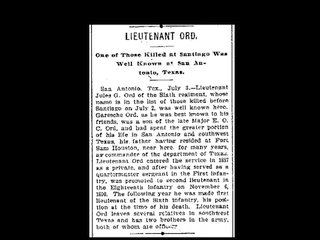 LIEUTENANT ORD.
One of Those Killed at Santiago Was
Well Known at San An-
tonio, Texas.
San Antonio, Tex., July 3.—Lieutenant
Jules G. Ord of the Sixth regiment, whose
name is in the list of those killed before
Santiago on July 2, was well known here.
Garesche Ord, as he was best known to his
friends, was a son of the late Major E. O.
C. Ord, and had spent the greater portion
of his life in San Antonio and southwest
Texas, his father having resided at Fort
Sam Houston, near here, for many years,
as commander of the department of Texas.
Lieutenant Ord entered the service in 1887
as a private, and after having served as a
quartermaster sergeant in the First infan-
try, was promoted to second lieutenant in
the Eighteenth Infantry on November 6,
1890. The following year he was made first
lieutenant of the Sixth infantry, his posi-
tion at the time of his death. Lieutenant
Ord leaves several relatives in southwest
Texas and has two brothers in the army,
both of whom are officer